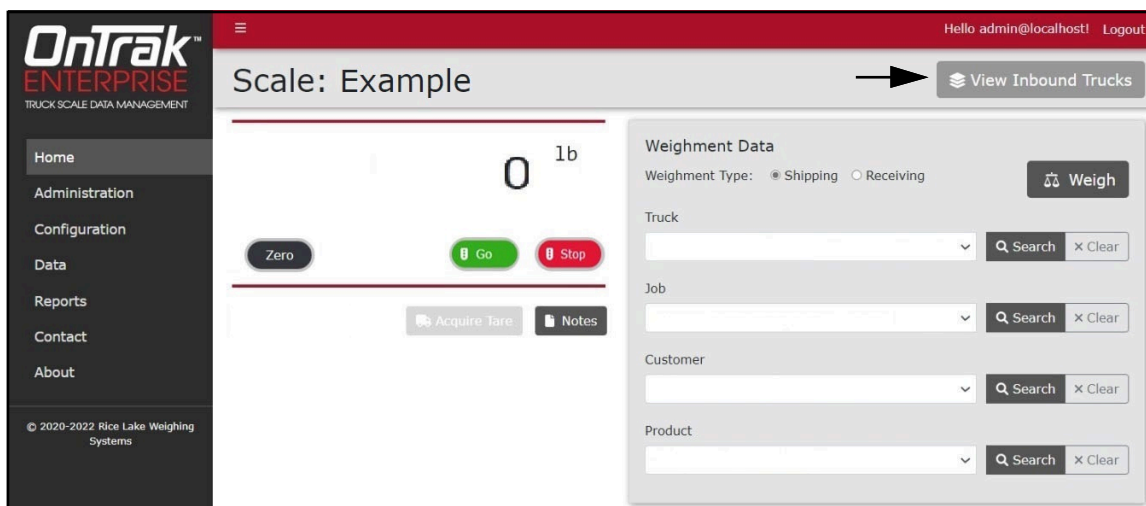 OnTrak™
ENTERPRISE
TRUCK SCALE DATA MANAGEMENT
Home
Administration
Configuration
Data
Reports
Contact
About
© 2020-2022 Rice Lake Weighing
Systems
Hello admin@localhost! Logout
Scale: Example
View Inbound Trucks
0 lb
Zero
Go
Stop
Acquire Tare
Notes
Weighment Data
Weighment Type: Shipping Receiving
Weigh
Truck
Search Clear
Job
Search Clear
Customer
Search Clear
Product
Search Clear